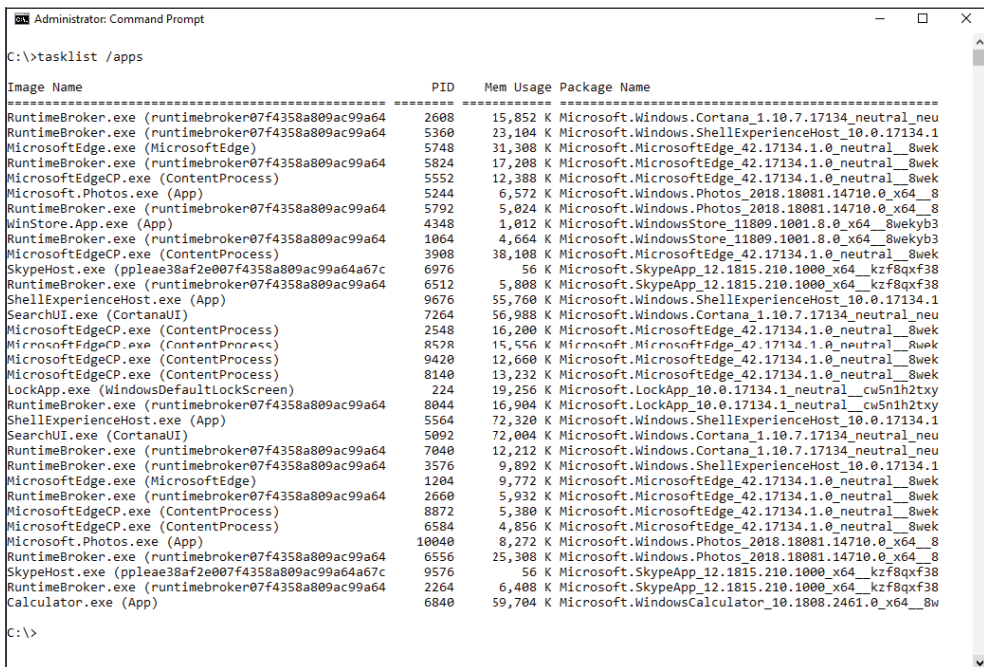 Administrator: Command Prompt
C:\>tasklist /apps
Image Name PID Mem Usage Package Name
================================================== ======== ============ ==================================================
RuntimeBroker.exe (runtimebroker07f4358a809ac99a64 2608 15,852 K Microsoft.Windows.Cortana_1.10.7.17134_neutral_neu
RuntimeBroker.exe (runtimebroker07f4358a809ac99a64 5360 23,104 K Microsoft.Windows.ShellExperienceHost_10.0.17134.1
MicrosoftEdge.exe (MicrosoftEdge) 5748 31,308 K Microsoft.MicrosoftEdge_42.17134.1.0_neutral__8wek
RuntimeBroker.exe (runtimebroker07f4358a809ac99a64 5824 17,208 K Microsoft.MicrosoftEdge_42.17134.1.0_neutral__8wek
MicrosoftEdgeCP.exe (ContentProcess) 5552 12,388 K Microsoft.MicrosoftEdge_42.17134.1.0_neutral__8wek
Microsoft.Photos.exe (App) 5244 6,572 K Microsoft.Windows.Photos_2018.18081.14710.0_x64__8
RuntimeBroker.exe (runtimebroker07f4358a809ac99a64 5792 5,024 K Microsoft.Windows.Photos_2018.18081.14710.0_x64__8
WinStore.App.exe (App) 4348 1,012 K Microsoft.WindowsStore_11809.1001.8.0_x64__8wekyb3
RuntimeBroker.exe (runtimebroker07f4358a809ac99a64 1064 4,664 K Microsoft.WindowsStore_11809.1001.8.0_x64__8wekyb3
MicrosoftEdgeCP.exe (ContentProcess) 3908 38,108 K Microsoft.MicrosoftEdge_42.17134.1.0_neutral__8wek
SkypeHost.exe (ppleae38af2e007f4358a809ac99a64a67c 6976 56 K Microsoft.SkypeApp_12.1815.210.1000_x64__kzf8qxf38
RuntimeBroker.exe (runtimebroker07f4358a809ac99a64 6512 5,808 K Microsoft.SkypeApp_12.1815.210.1000_x64__kzf8qxf38
ShellExperienceHost.exe (App) 9676 55,760 K Microsoft.Windows.ShellExperienceHost_10.0.17134.1
SearchUI.exe (CortanaUI) 7264 56,988 K Microsoft.Windows.Cortana_1.10.7.17134_neutral_neu
MicrosoftEdgeCP.exe (ContentProcess) 2548 16,200 K Microsoft.MicrosoftEdge_42.17134.1.0_neutral__8wek
MicrosoftEdgeCP.exe (ContentProcess) 8528 15,556 K Microsoft.MicrosoftEdge_42.17134.1.0_neutral__8wek
MicrosoftEdgeCP.exe (ContentProcess) 9420 12,660 K Microsoft.MicrosoftEdge_42.17134.1.0_neutral__8wek
MicrosoftEdgeCP.exe (ContentProcess) 8140 13,232 K Microsoft.MicrosoftEdge_42.17134.1.0_neutral__8wek
LockApp.exe (WindowsDefaultLockScreen) 224 19,256 K Microsoft.LockApp_10.0.17134.1_neutral__cw5n1h2txy
RuntimeBroker.exe (runtimebroker07f4358a809ac99a64 8044 16,904 K Microsoft.LockApp_10.0.17134.1_neutral__cw5n1h2txy
ShellExperienceHost.exe (App) 5564 72,320 K Microsoft.Windows.ShellExperienceHost_10.0.17134.1
SearchUI.exe (CortanaUI) 5092 72,004 K Microsoft.Windows.Cortana_1.10.7.17134_neutral_neu
RuntimeBroker.exe (runtimebroker07f4358a809ac99a64 7040 12,212 K Microsoft.Windows.Cortana_1.10.7.17134_neutral_neu
RuntimeBroker.exe (runtimebroker07f4358a809ac99a64 3576 9,892 K Microsoft.Windows.ShellExperienceHost_10.0.17134.1
MicrosoftEdge.exe (MicrosoftEdge) 1204 9,772 K Microsoft.MicrosoftEdge_42.17134.1.0_neutral__8wek
RuntimeBroker.exe (runtimebroker07f4358a809ac99a64 2660 5,932 K Microsoft.MicrosoftEdge_42.17134.1.0_neutral__8wek
MicrosoftEdgeCP.exe (ContentProcess) 8872 5,380 K Microsoft.MicrosoftEdge_42.17134.1.0_neutral__8wek
MicrosoftEdgeCP.exe (ContentProcess) 6584 4,856 K Microsoft.MicrosoftEdge_42.17134.1.0_neutral__8wek
Microsoft.Photos.exe (App) 10040 8,272 K Microsoft.Windows.Photos_2018.18081.14710.0_x64__8
RuntimeBroker.exe (runtimebroker07f4358a809ac99a64 6556 25,308 K Microsoft.Windows.Photos_2018.18081.14710.0_x64__8
SkypeHost.exe (ppleae38af2e007f4358a809ac99a64a67c 9576 56 K Microsoft.SkypeApp_12.1815.210.1000_x64__kzf8qxf38
RuntimeBroker.exe (runtimebroker07f4358a809ac99a64 2264 6,408 K Microsoft.SkypeApp_12.1815.210.1000_x64__kzf8qxf38
Calculator.exe (App) 6840 59,704 K Microsoft.WindowsCalculator_10.1808.2461.0_x64__8w
C:\>